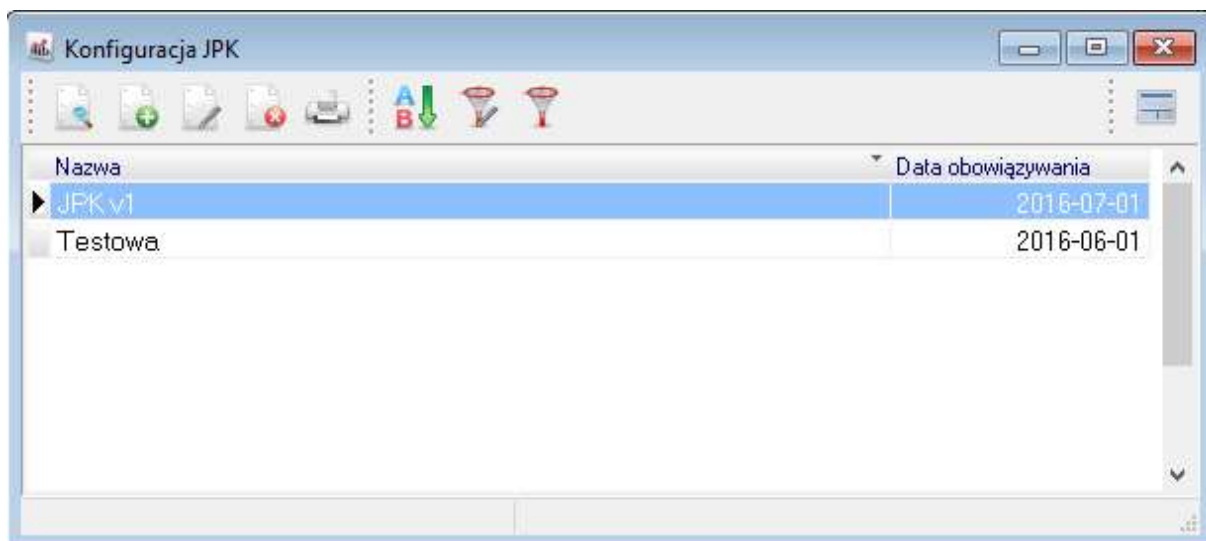 Konfiguracja JPK
A
B
Nazwa Data obowiązywania
JPK v1 2016-07-01
Testowa 2016-06-01